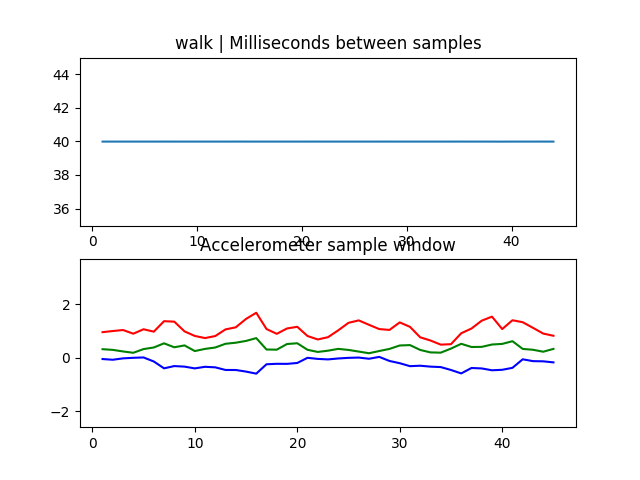 walk | Milliseconds between samples
44
42
40
38
36
0 10 20 30 40
Accelerometer sample window
2
0
−2
0 10 20 30 40